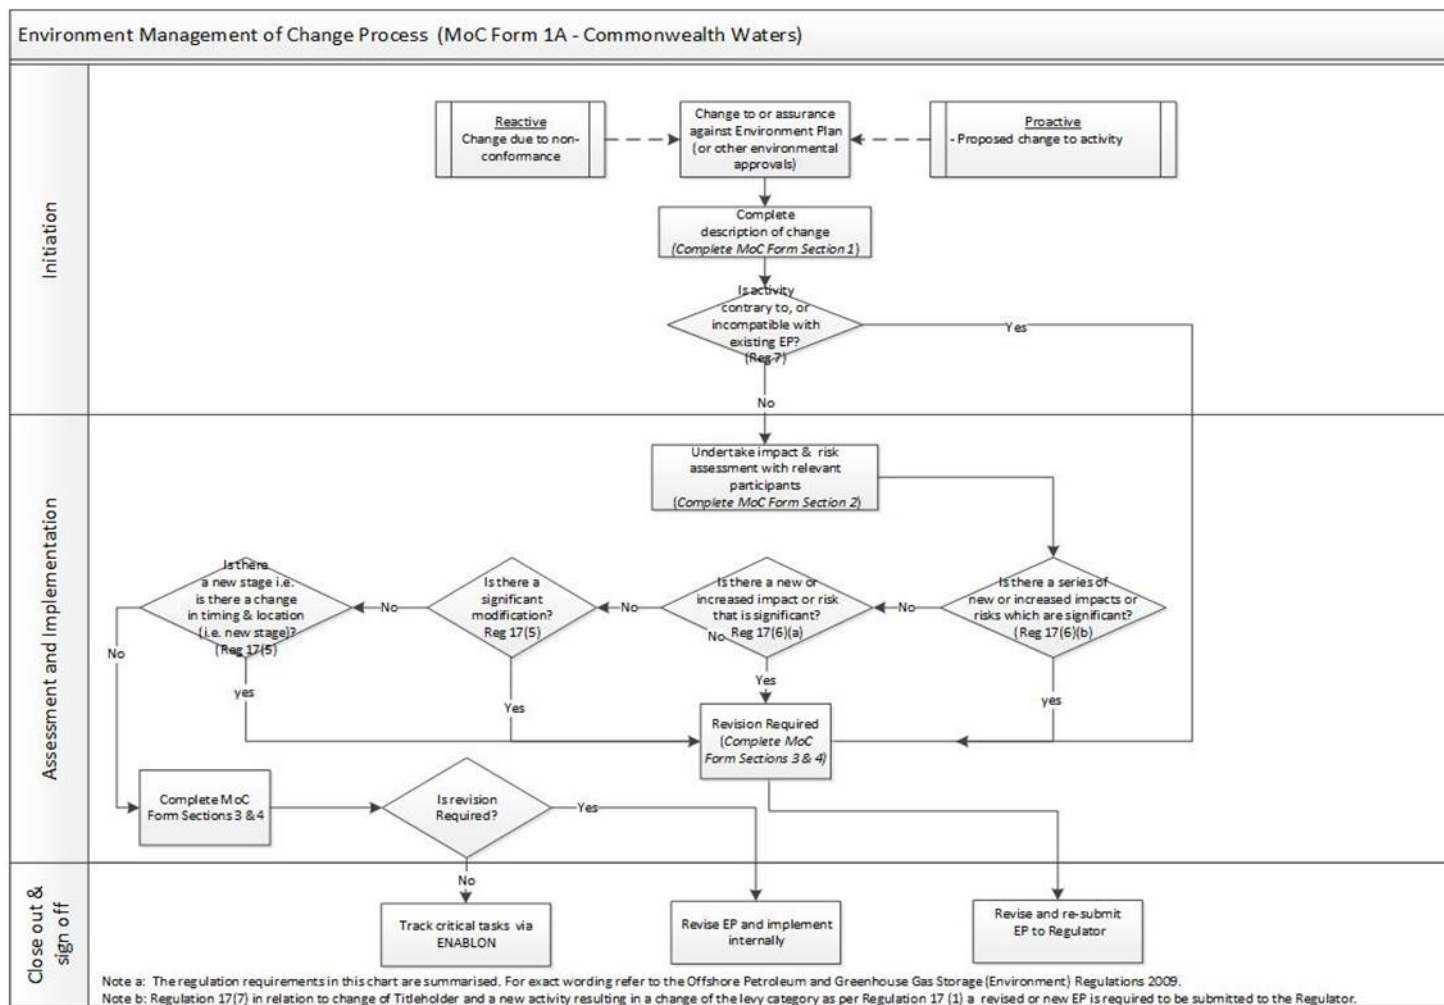 Environment Management of Change Process (MoC Form 1A - Commonwealth Waters)
Initiation
Reactive
Change due to non-
conformance
Change to or assurance
against Environment Plan
(or other environmental
approvals)
Proactive
- Proposed change to activity
Complete
description of change
(Complete MoC Form Section 1)
Is activity
contrary to, or
incompatible with
existing EP?
(Reg 7)
Yes
No
Assessment and Implementation
Undertake impact & risk
assessment with relevant
participants
(Complete MoC Form Section 2)
Is there
a new stage i.e.
is there a change
in timing & location
(i.e. new stage)?
(Reg 17(5)
No
Is there a
significant
modification?
Reg 17(5)
No
Is there a new or
increased impact or risk
that is significant?
No Reg 17(6)(a)
No
Is there a series of
new or increased impacts or
risks which are significant?
(Reg 17(6)(b)
No
yes
Yes
Yes
yes
Revision Required
(Complete MoC
Form Sections 3 & 4)
Complete MoC
Form Sections 3 & 4
Is revision
Required?
Yes
No
Close out &
sign off
Track critical tasks via
ENABLON
Revise EP and implement
internally
Revise and re-submit
EP to Regulator
Note a: The regulation requirements in this chart are summarised. For exact wording refer to the Offshore Petroleum and Greenhouse Gas Storage (Environment) Regulations 2009.
Note b: Regulation 17(7) in relation to change of Titleholder and a new activity resulting in a change of the levy category as per Regulation 17 (1) a revised or new EP is required to be submitted to the Regulator.